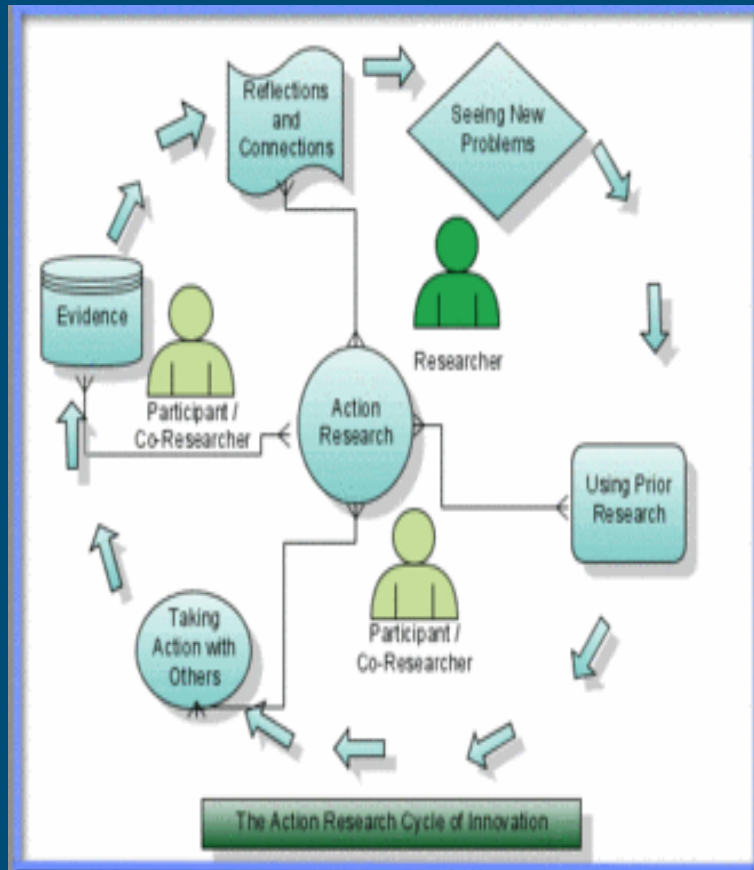 Reflections
and
Connections
Seeing New
Problems
Evidence
Researcher
Participant /
Co-Researcher
Action
Research
Using Prior
Research
Taking
Action with
Others
Participant /
Co-Researcher
The Action Research Cycle of Innovation